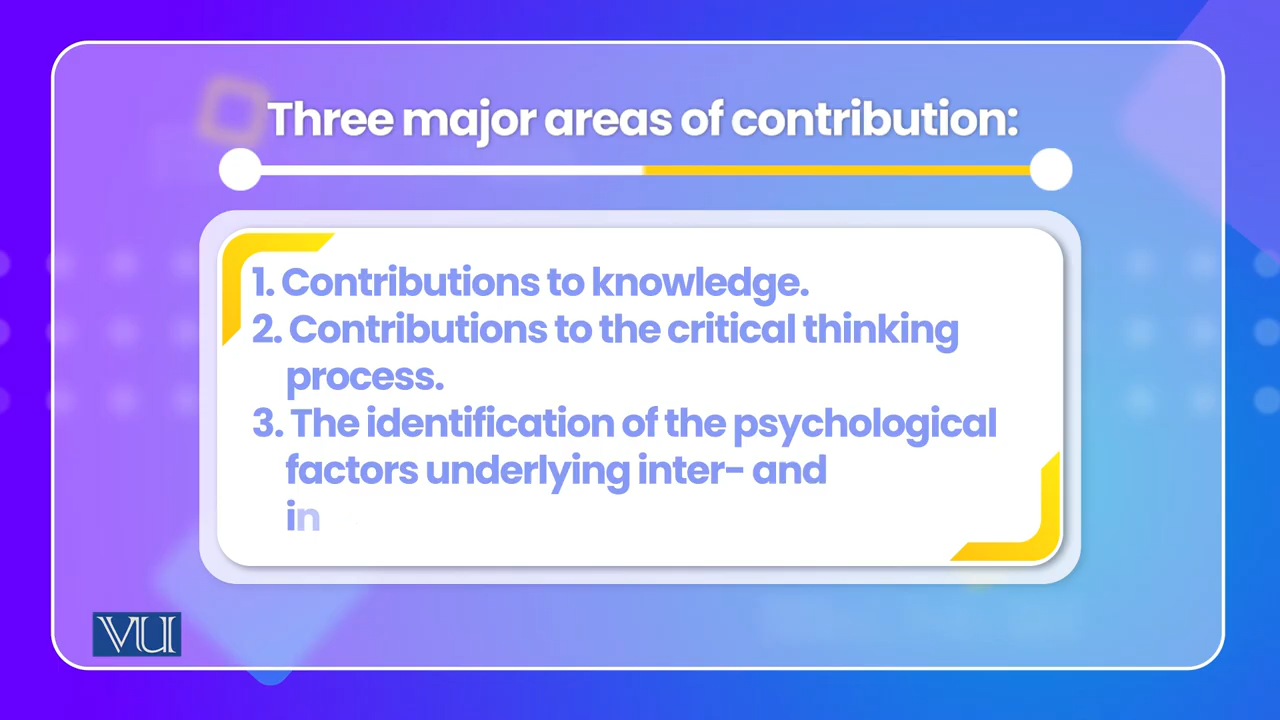 Three major areas of contribution:
1. Contributions to knowledge.
2. Contributions to the critical thinking
process.
3. The identification of the psychological
factors underlying inter- and
in
VU